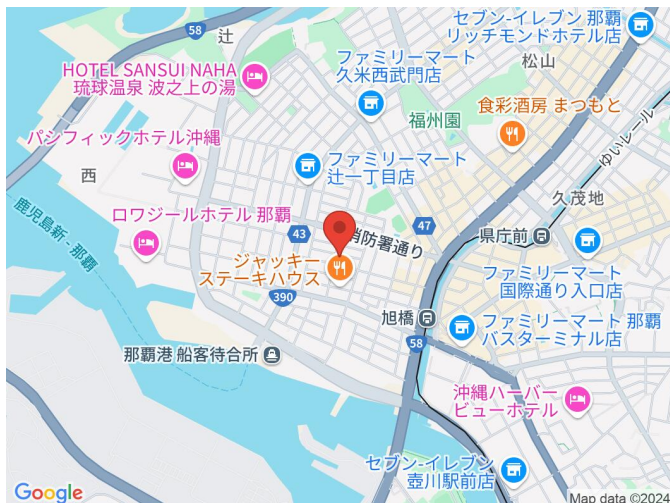 58
辻
セブン-イレブン 那覇
リッチモンドホテル店
松山
ファミリーマート
久米西武門店
HOTEL SANSUI NAHA
琉球温泉 波之上の湯
福州園
食彩酒房 まつもと
ゆいレール
パシフィックホテル沖縄
西
ファミリーマート
辻一丁目店
久茂地
鹿児島新 - 那覇
ロワジールホテル 那覇
43
47
消防署通り
県庁前
ジャッキー
ステーキハウス
ファミリーマート
国際通り入口店
390
旭橋
58
ファミリーマート 那覇
バスターミナル店
那覇港 船客待合所
沖縄ハーバー
ビューホテル
セブン-イレブン
壺川駅前店
Google
Map data ©2024